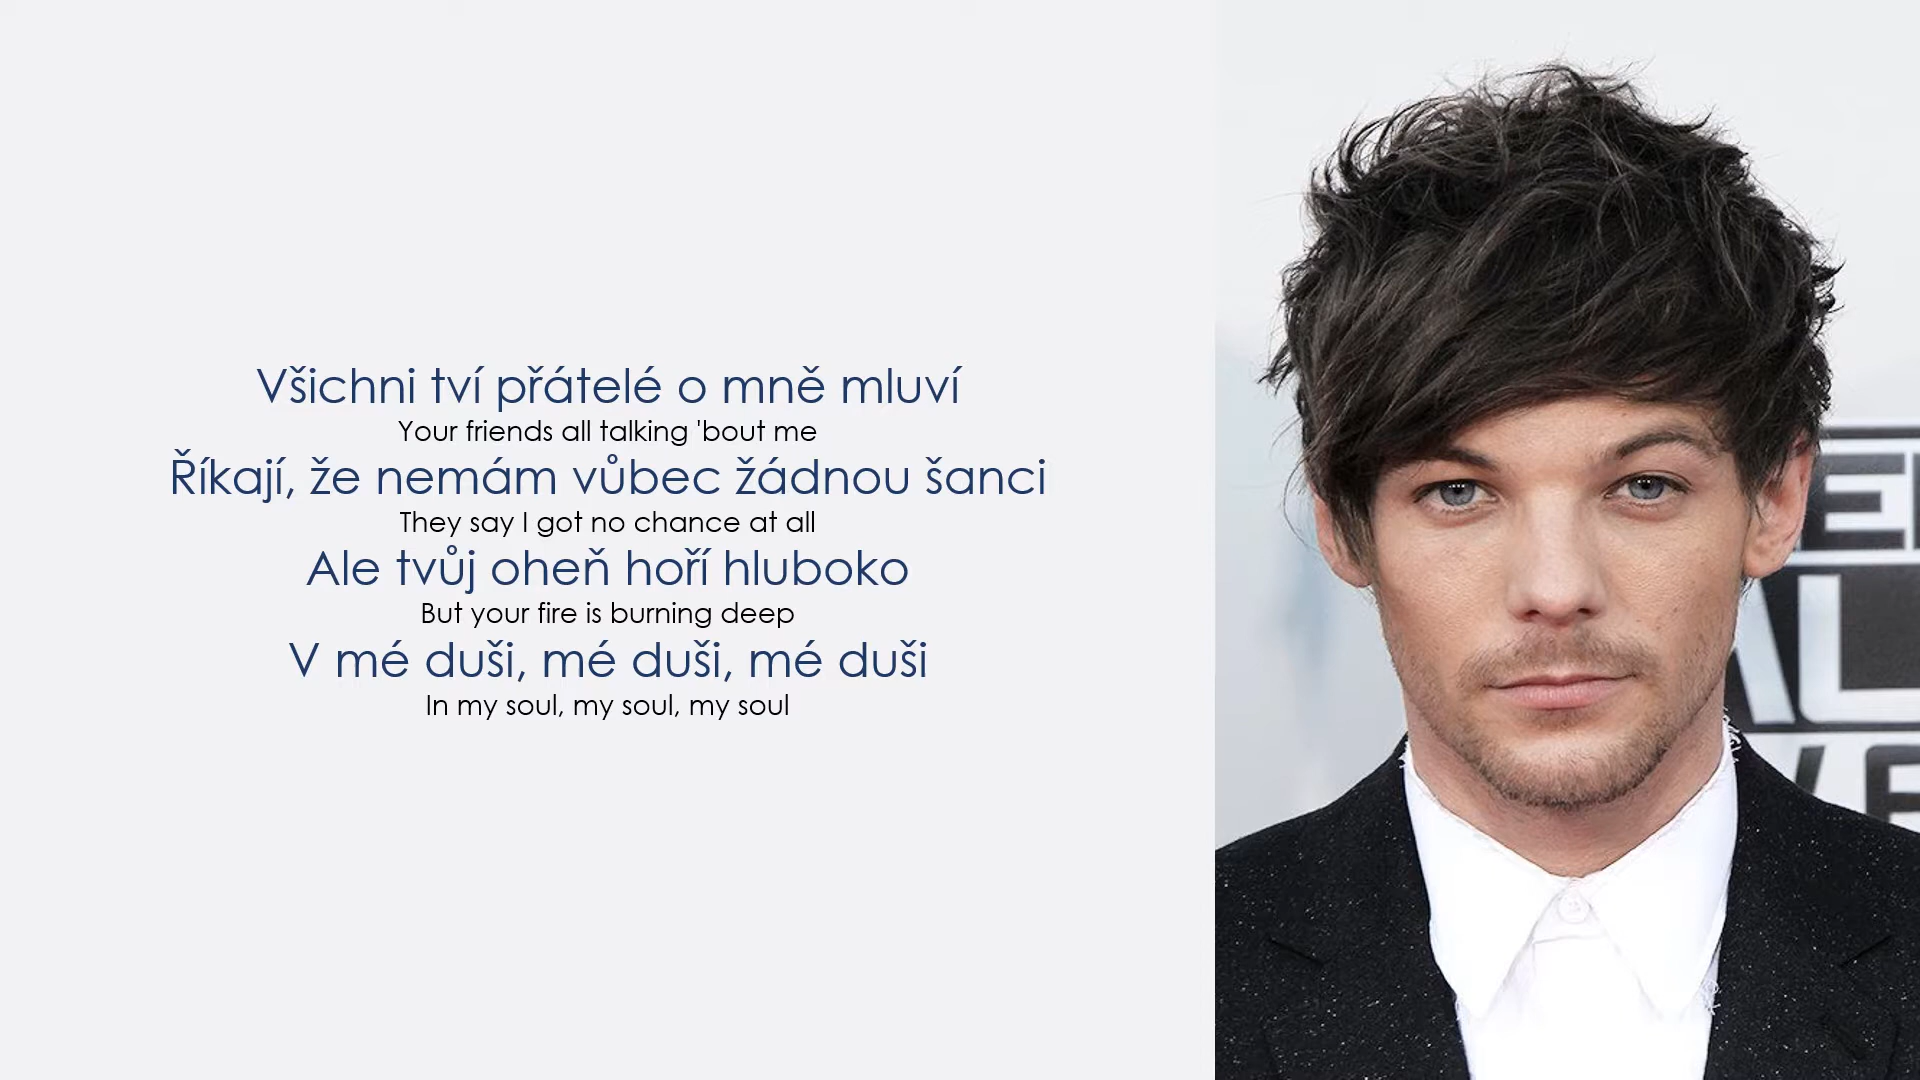 Všichni tví přátelé o mně mluví
Your friends all talking 'bout me
Říkají, že nemám vůbec žádnou šanci
They say I got no chance at all
Ale tvůj oheň hoří hluboko
But your fire is burning deep
V mé duši, mé duši, mé duši
In my soul, my soul, my soul